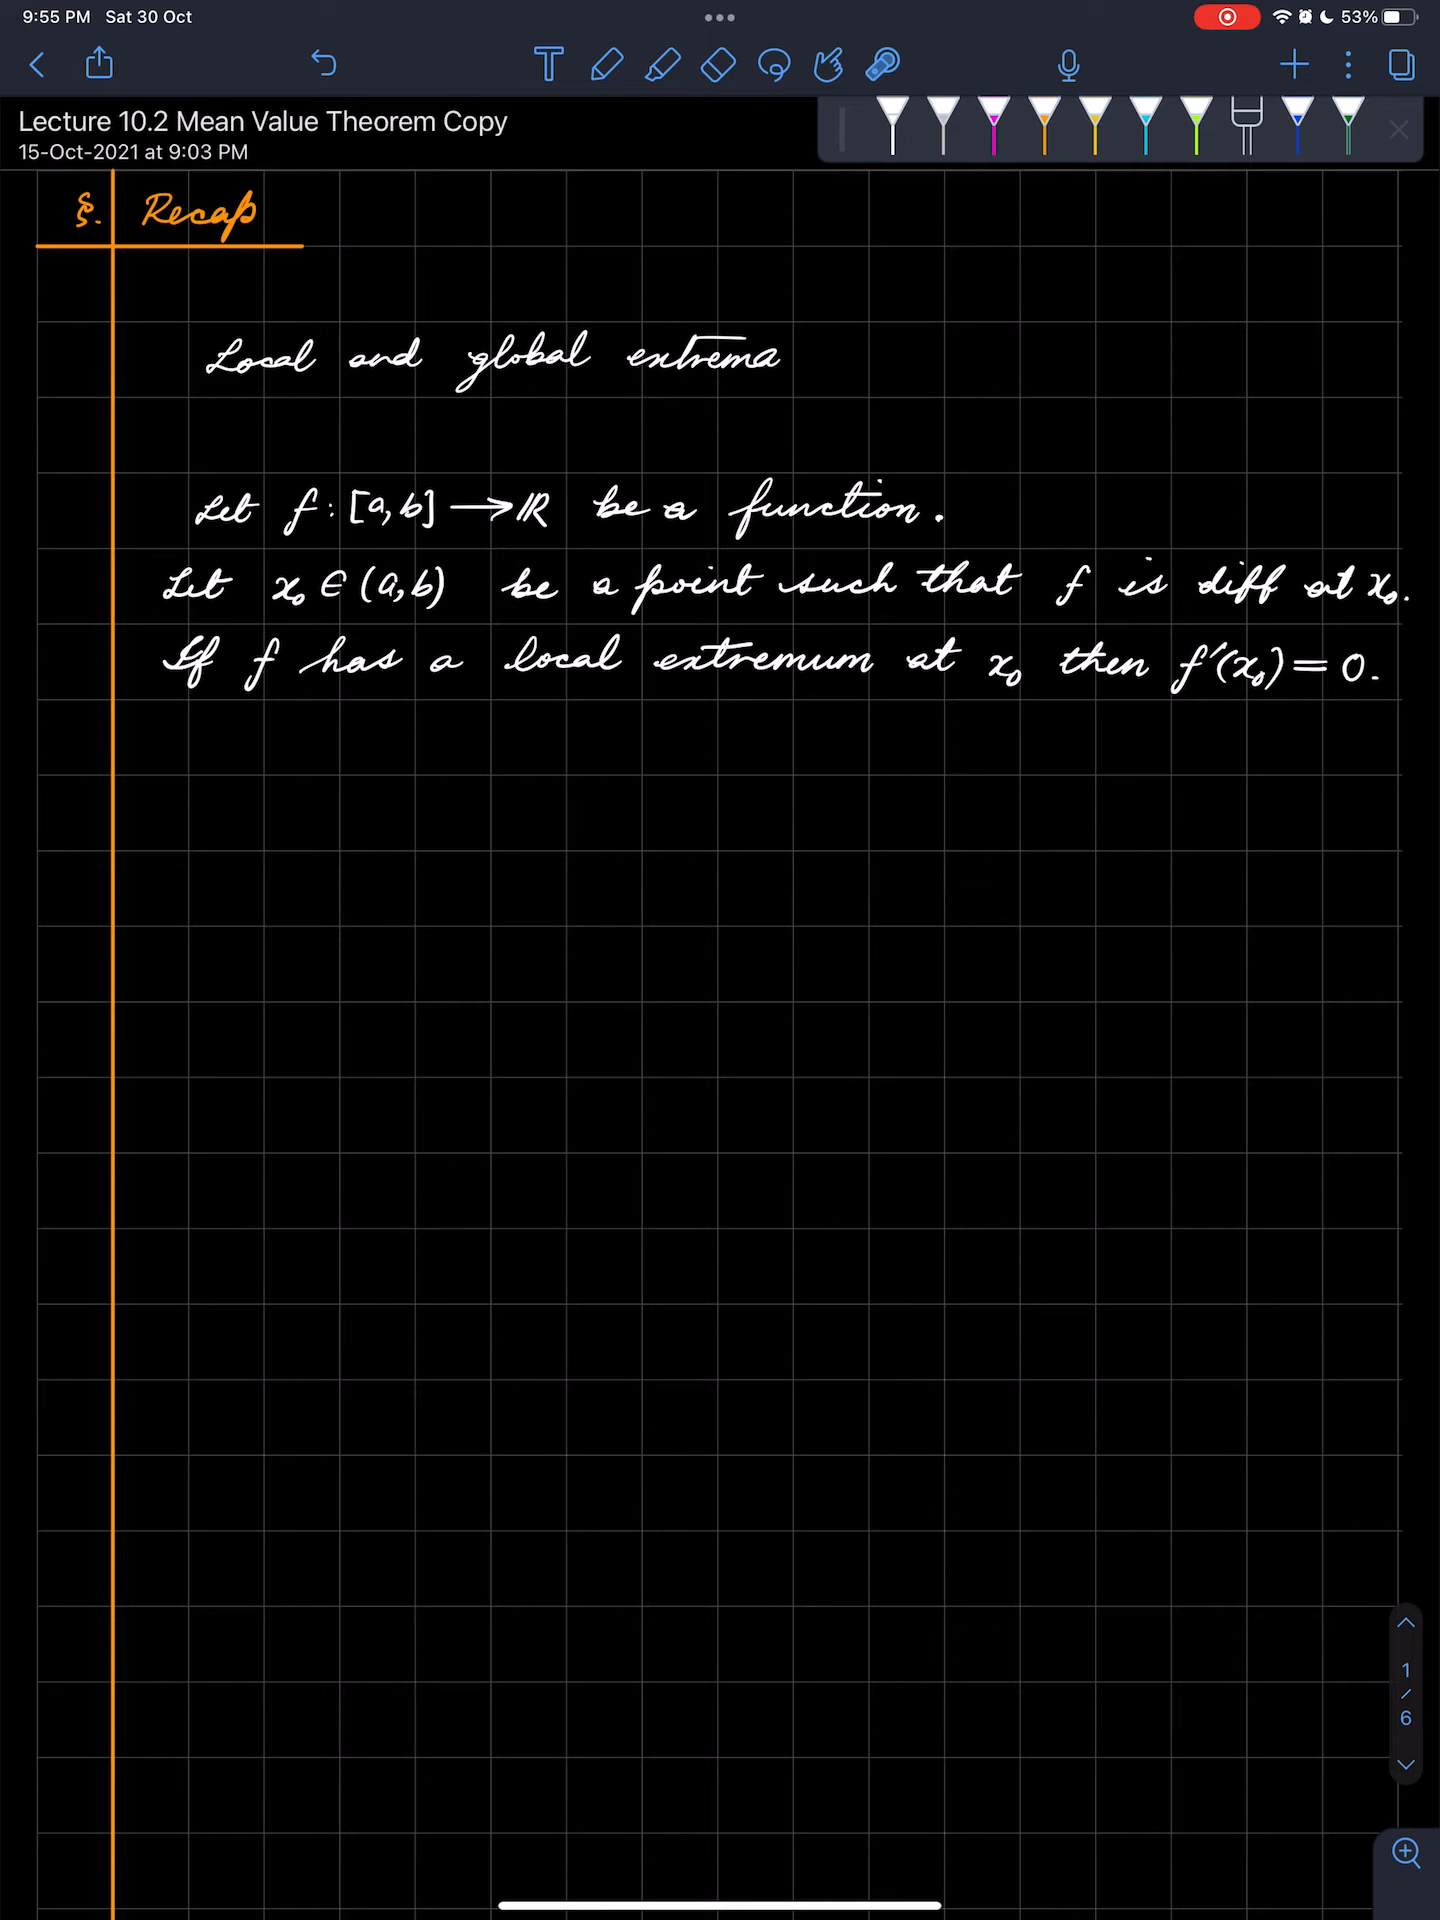 9:55 PM Sat 30 Oct
53%
Lecture 10.2 Mean Value Theorem Copy
15-Oct-2021 at 9:03 PM
§. Recap
Local and global extrema
Let f : [a,b] ⟶ ℝ be a function.
Let x₀ ∈ (a,b) be a point such that f is diff at x₀.
If f has a local extremum at x₀ then f'(x₀) = 0.
1
/
6